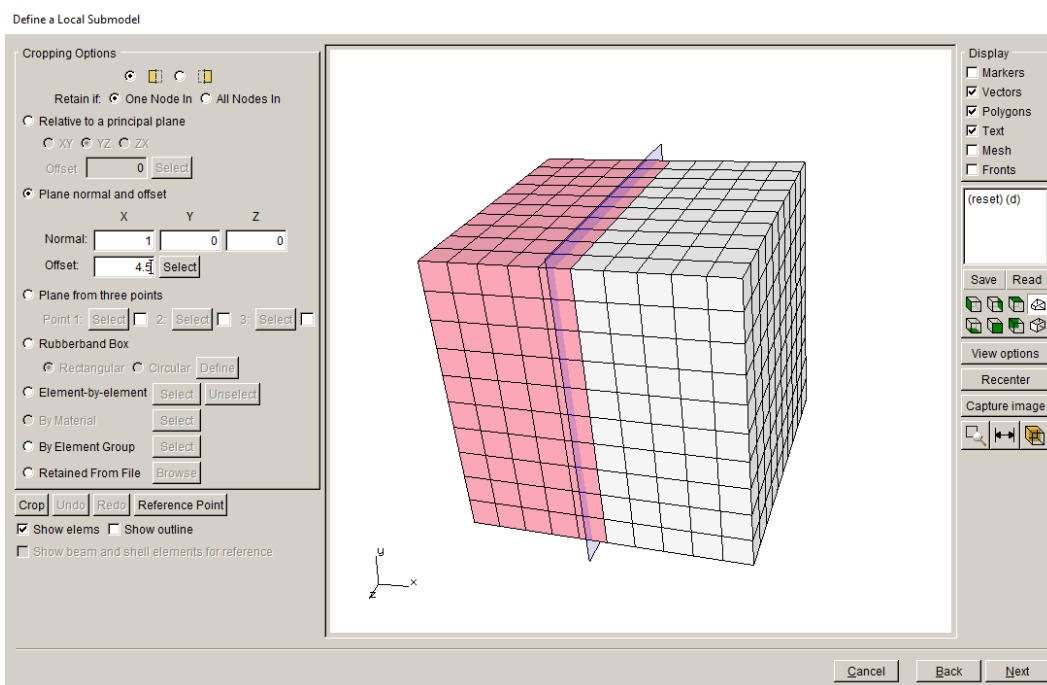 Define a Local Submodel
Cropping Options
Retain if: One Node In All Nodes In
Relative to a principal plane
XY YZ ZX
Offset 0 Select
Plane normal and offset
X Y Z
Normal: 1 0 0
Offset: 4.5 Select
Plane from three points
Point 1: Select 2: Select 3: Select
Rubberband Box
Rectangular Circular Define
Element-by-element Select Unselect
By Material Select
By Element Group Select
Retained From File Browse
Crop Undo Redo Reference Point
Show elems Show outline
Show beam and shell elements for reference
y
x
z
Display
Markers
Vectors
Polygons
Text
Mesh
Fronts
(reset) (d)
Save Read
View options
Recenter
Capture image
Cancel Back Next